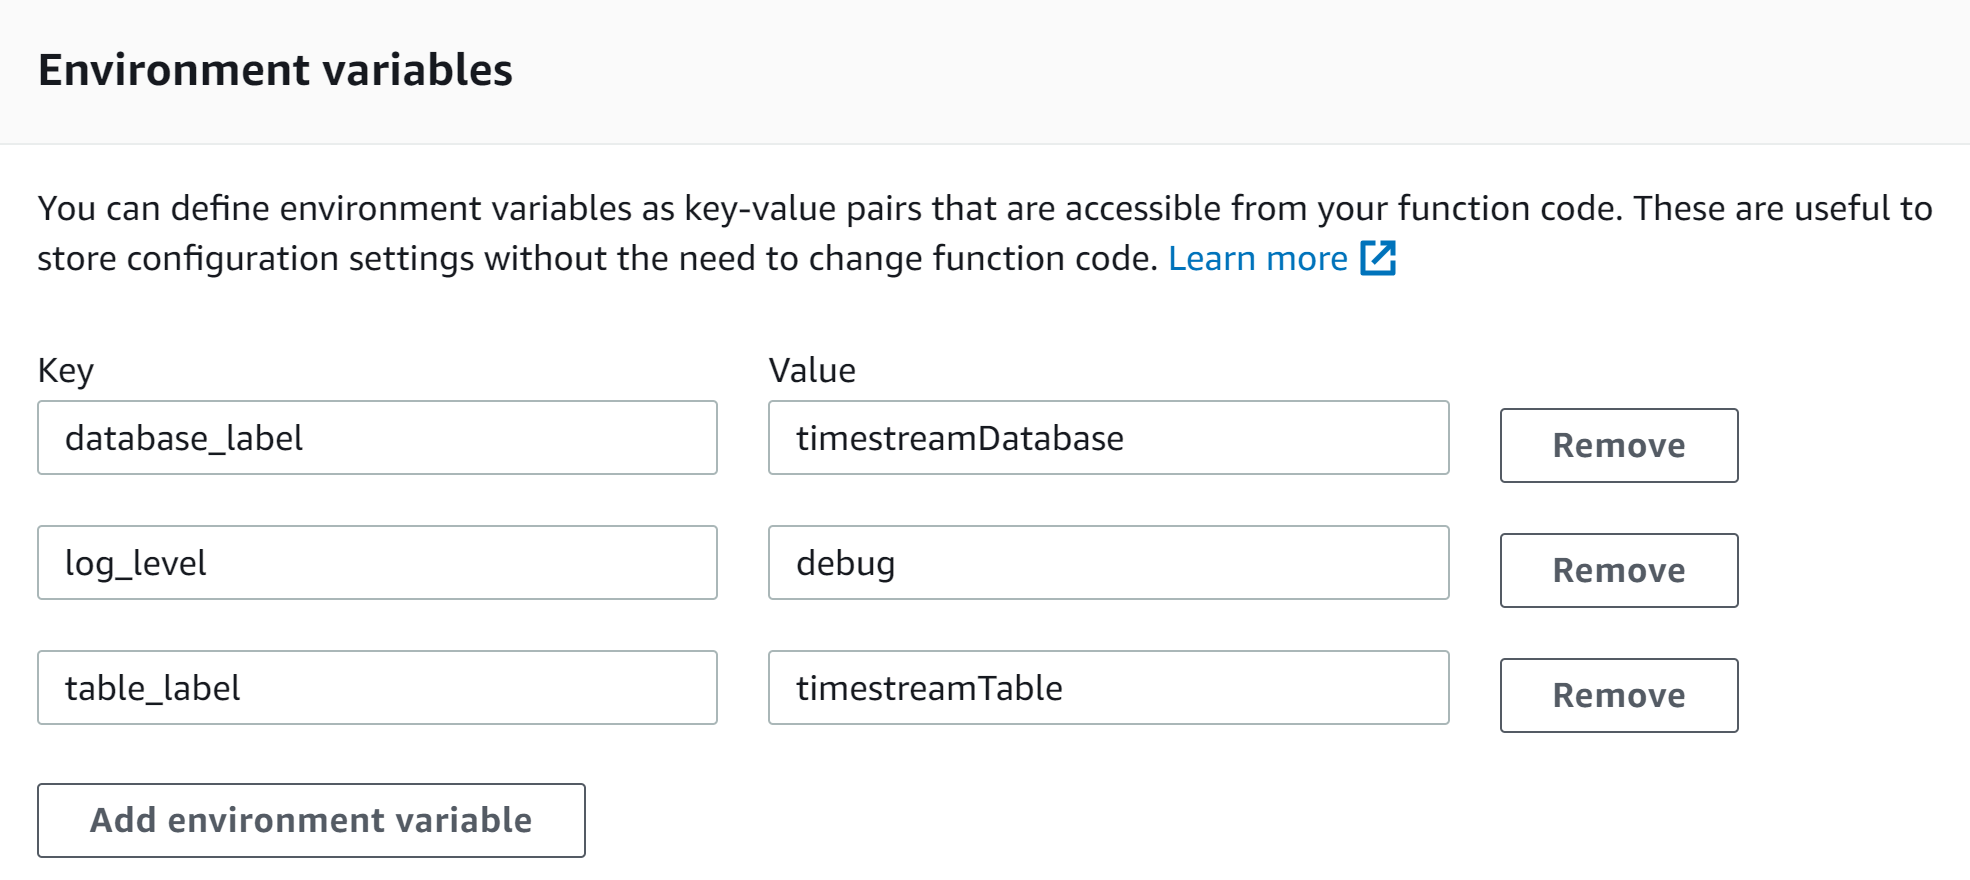 Environment variables
You can define environment variables as key-value pairs that are accessible from your function code. These are useful to
store configuration settings without the need to change function code. Learn more
Key Value
database_label timestreamDatabase Remove
log_level debug Remove
table_label timestreamTable Remove
Add environment variable